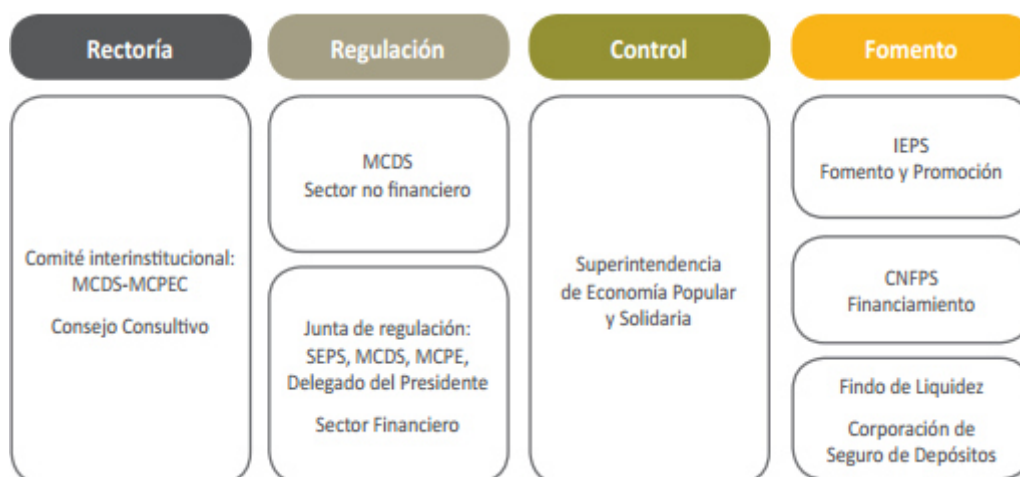 Rectoría
Comité interinstitucional:
MCDS-MCPEC
Consejo Consultivo
Regulación
MCDS
Sector no financiero
Junta de regulación:
SEPS, MCDS, MCPE,
Delegado del Presidente
Sector Financiero
Control
Superintendencia
de Economía Popular
y Solidaria
Fomento
IEPS
Fomento y Promoción
CNFPS
Financiamiento
Findo de Liquidez
Corporación de
Seguro de Depósitos